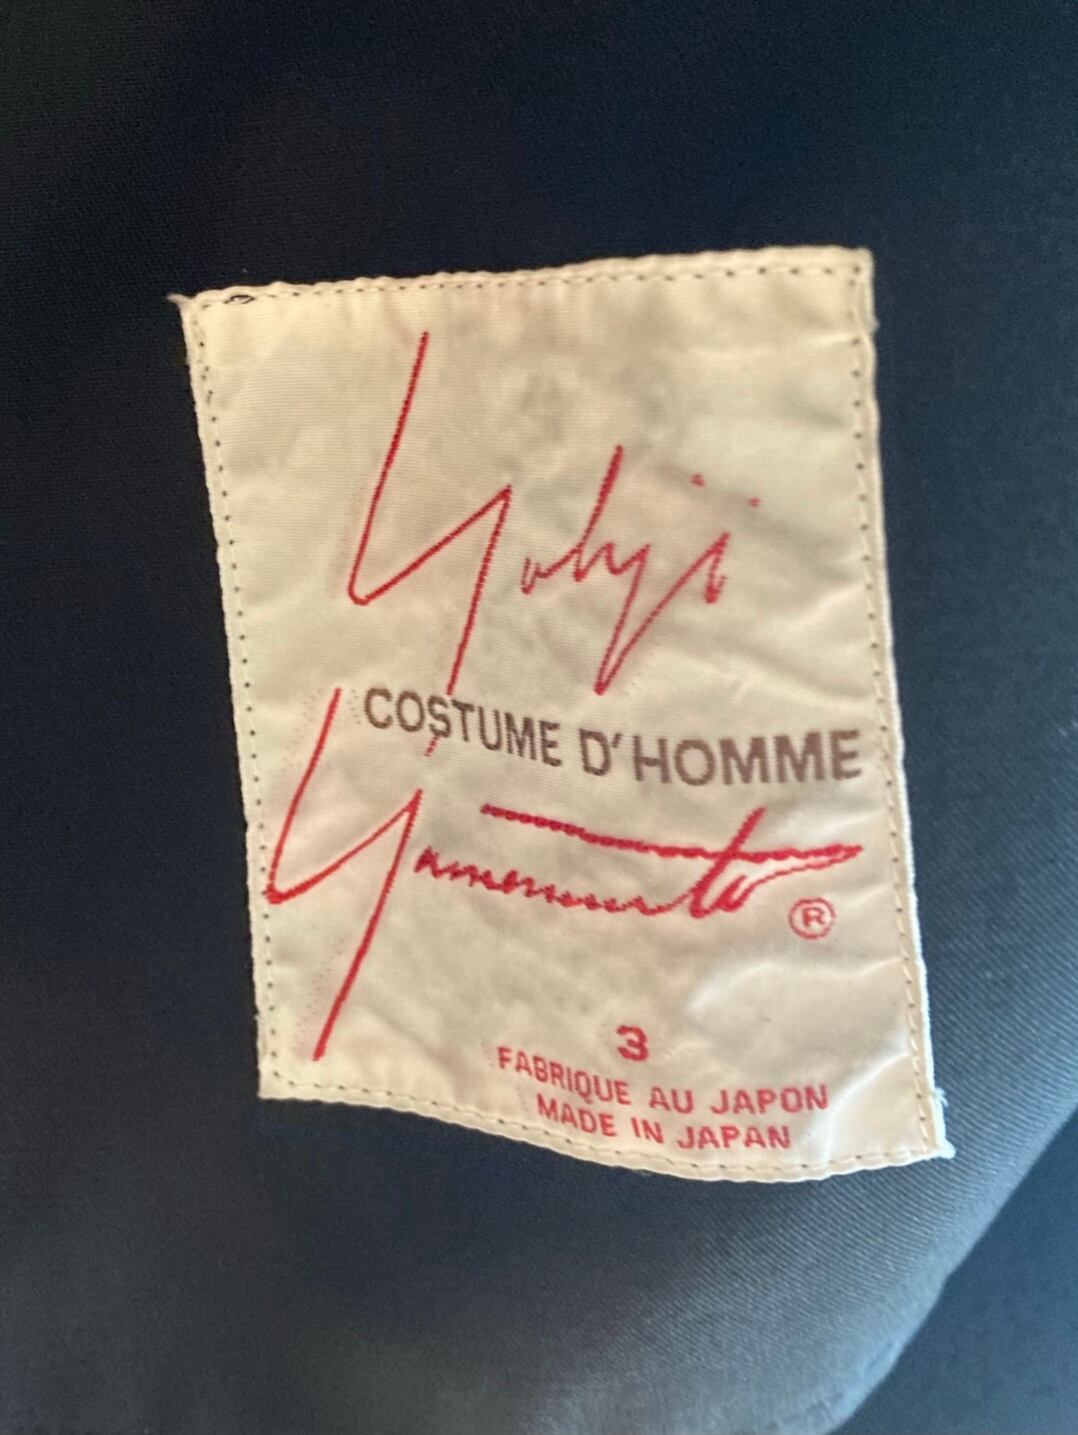 Yohji
COSTUME D'HOMME
Yamamoto ®
3
FABRIQUE AU JAPON
MADE IN JAPAN